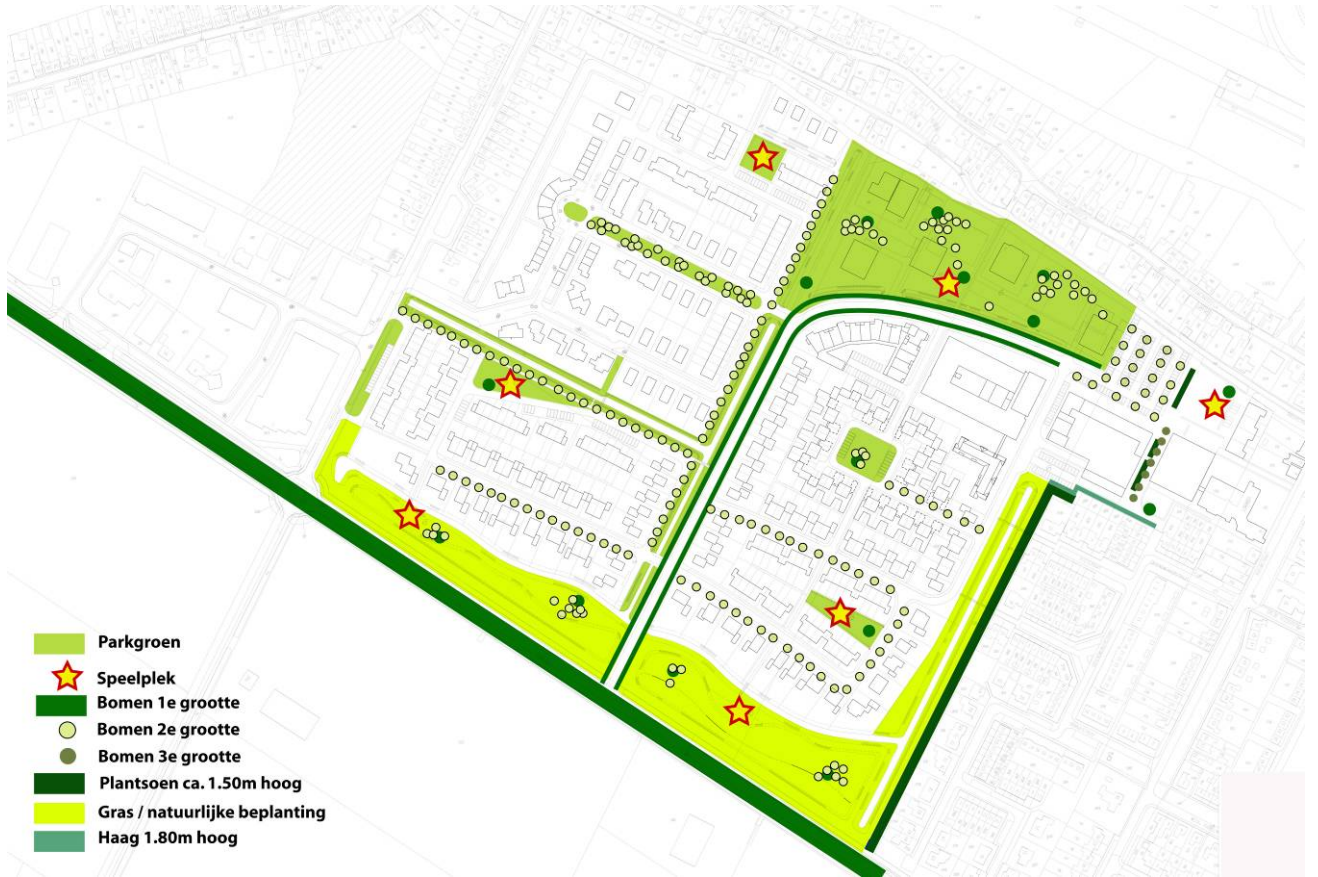 Parkgroen
Speelplek
Bomen 1e grootte
Bomen 2e grootte
Bomen 3e grootte
Plantsoen ca. 1.50m hoog
Gras / natuurlijke beplanting
Haag 1.80m hoog